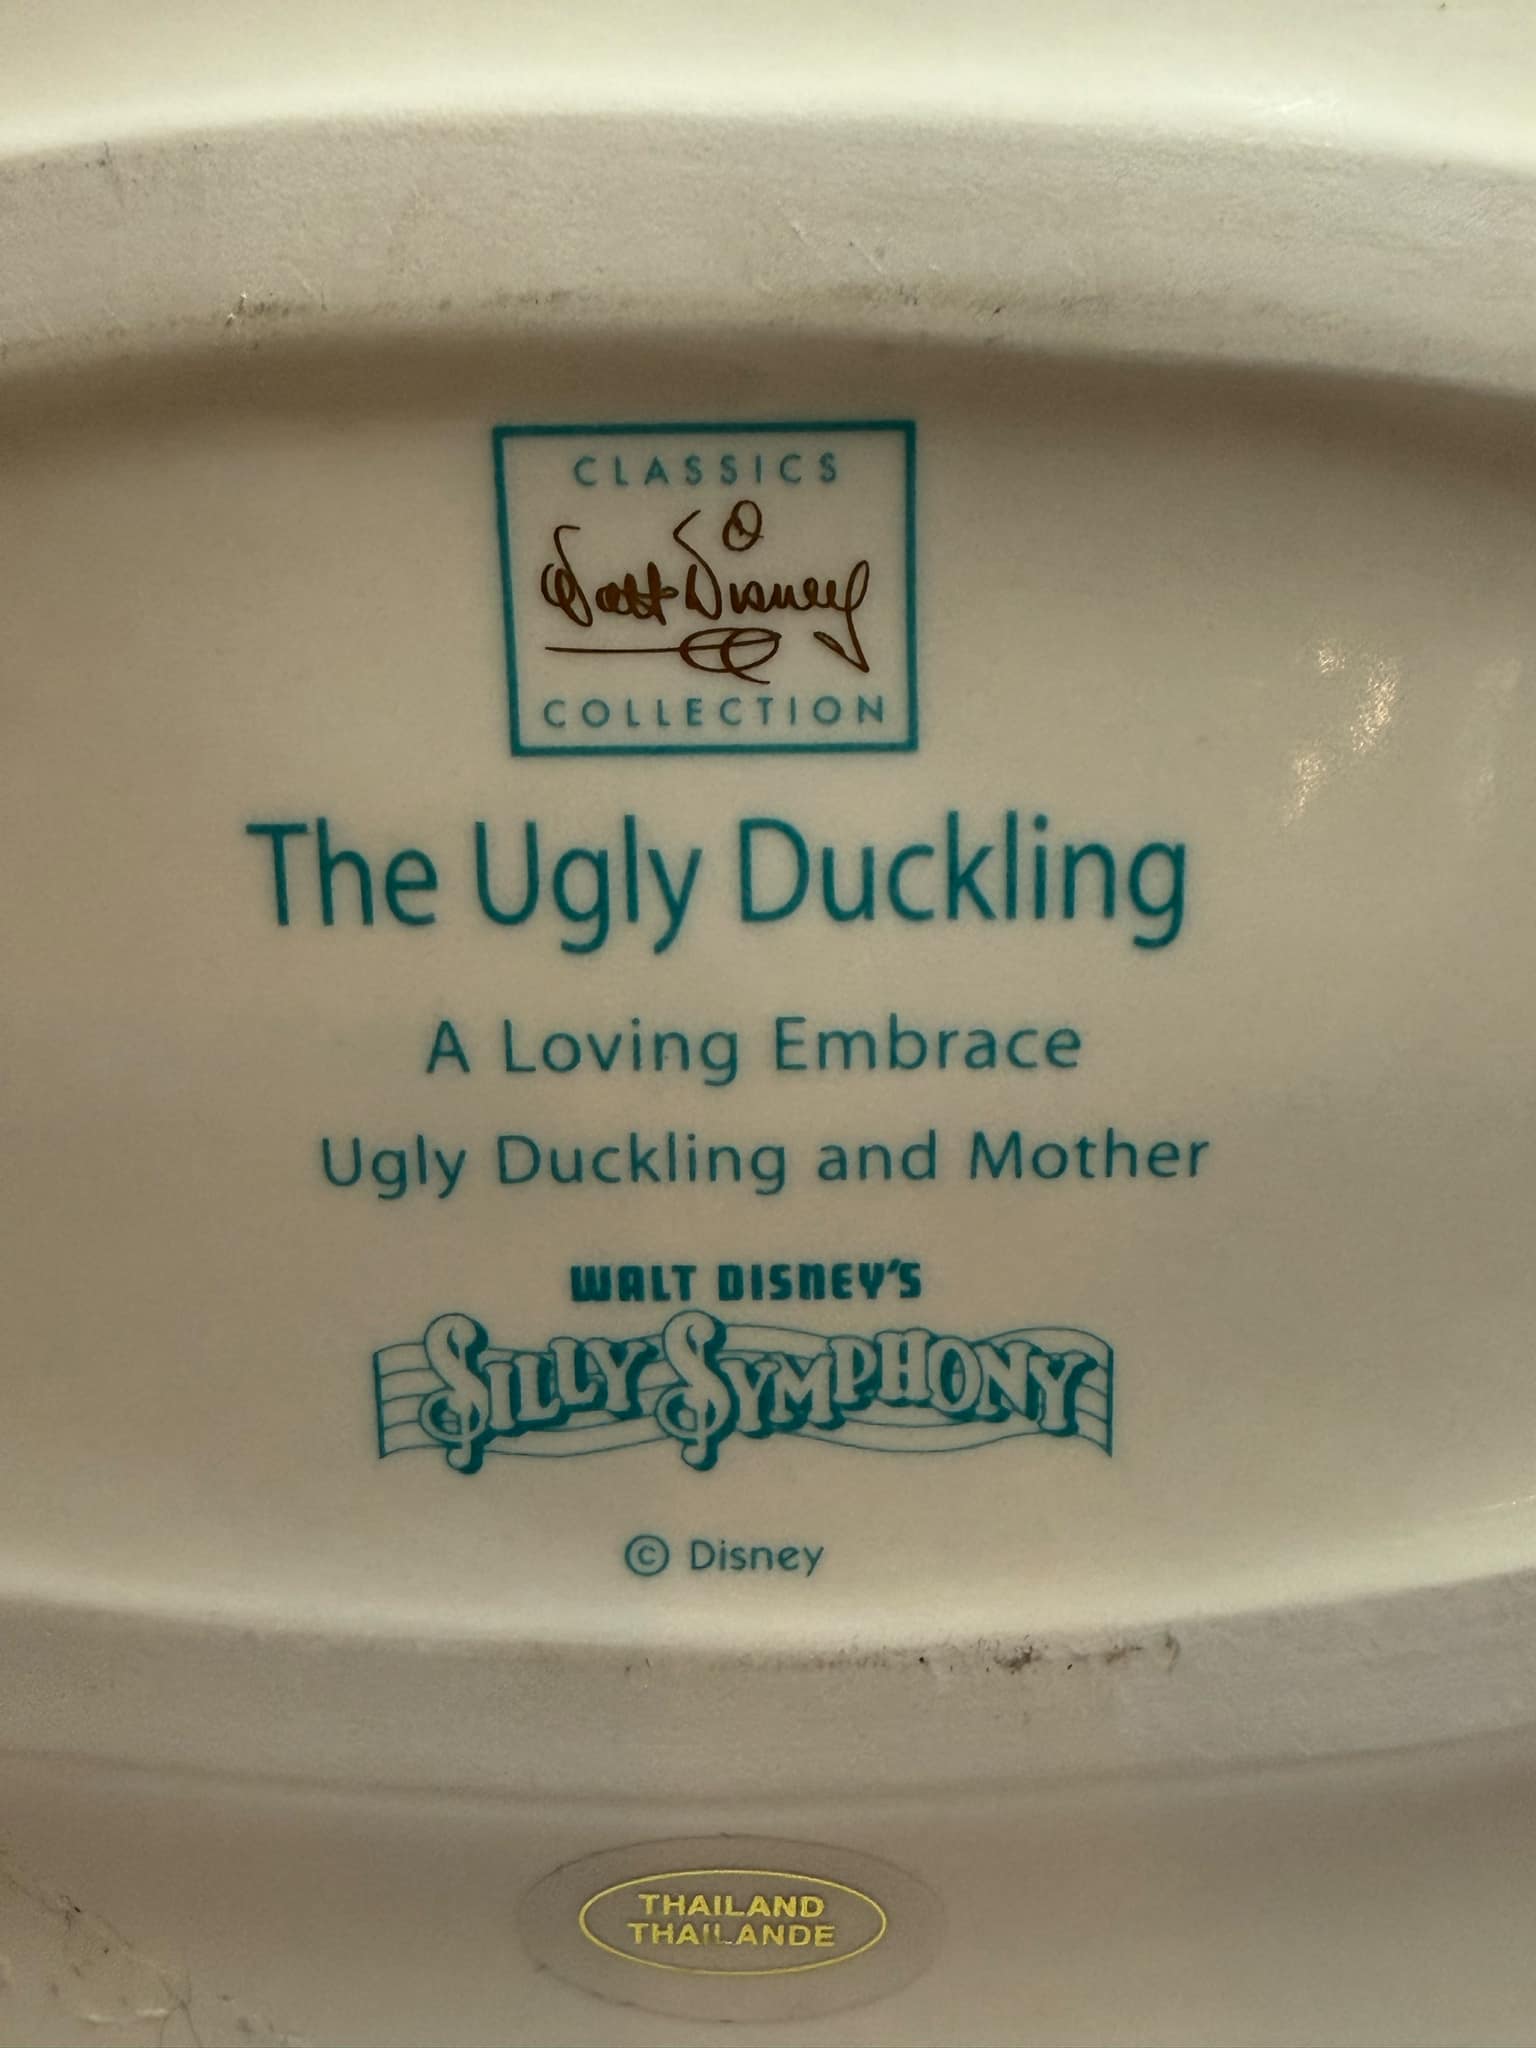 CLASSICS
Walt Disney
COLLECTION
The Ugly Duckling
A Loving Embrace
Ugly Duckling and Mother
WALT DISNEY'S
SILLY SYMPHONY
© Disney
THAILAND
THAILANDE